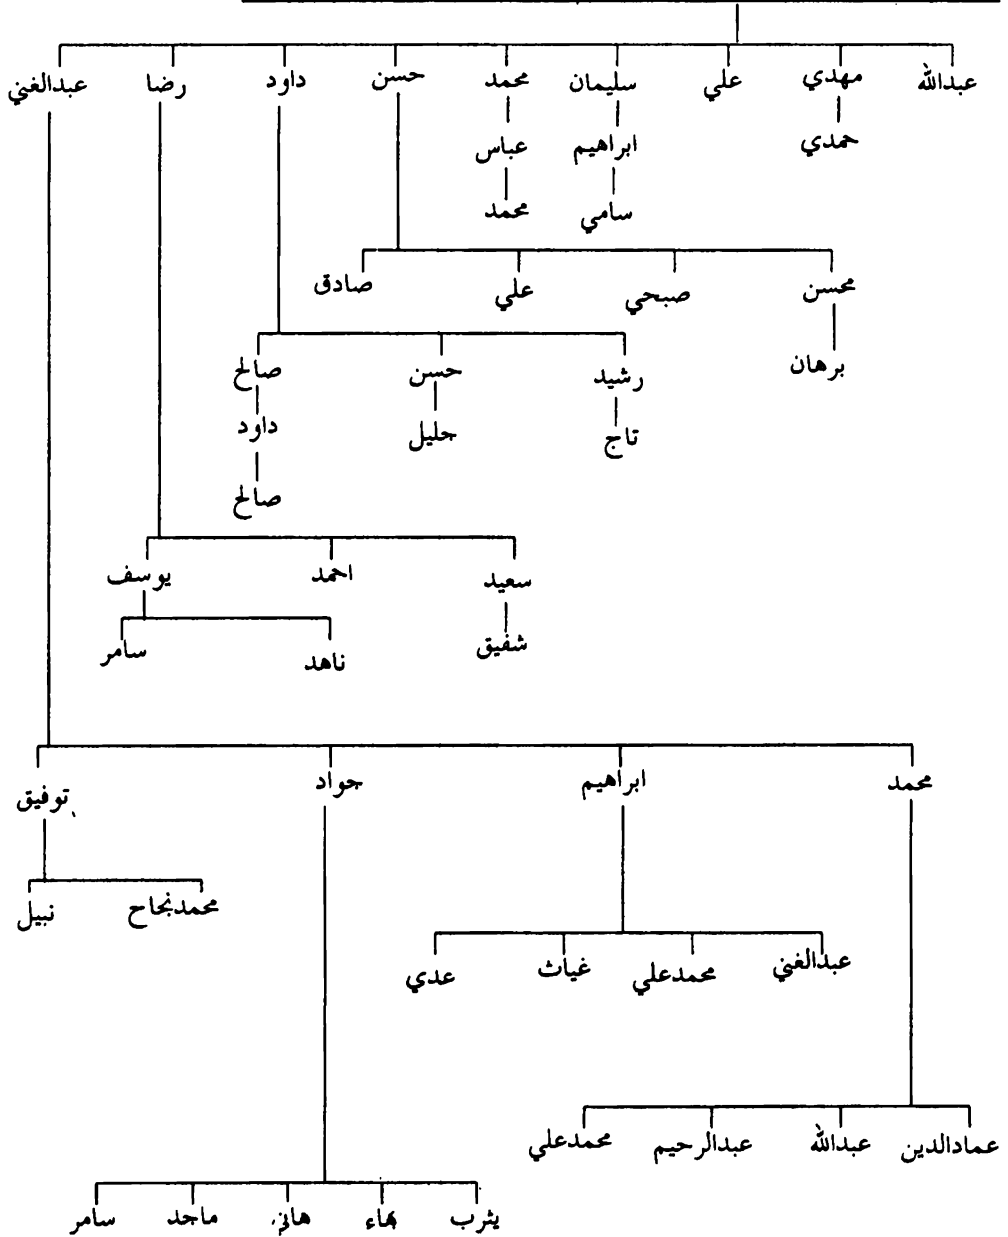 عبدالله مهدي علي سليمان محمد حسن داود رضا عبدالغني
حمدي ابراهيم عباس
سامي محمد
محسن صبحي علي صادق
برهان
رشيد حسن صالح
تاج خليل داود
صالح
سعيد احمد يوسف
شفيق ناهد سامر
محمد ابراهيم جواد توفيق
محمدنجاح نبيل
عبدالغني محمدعلي غياث عدي
عمادالدين عبدالله عبدالرحيم محمدعلي
يثرب بهاء هاني ماجد سامر